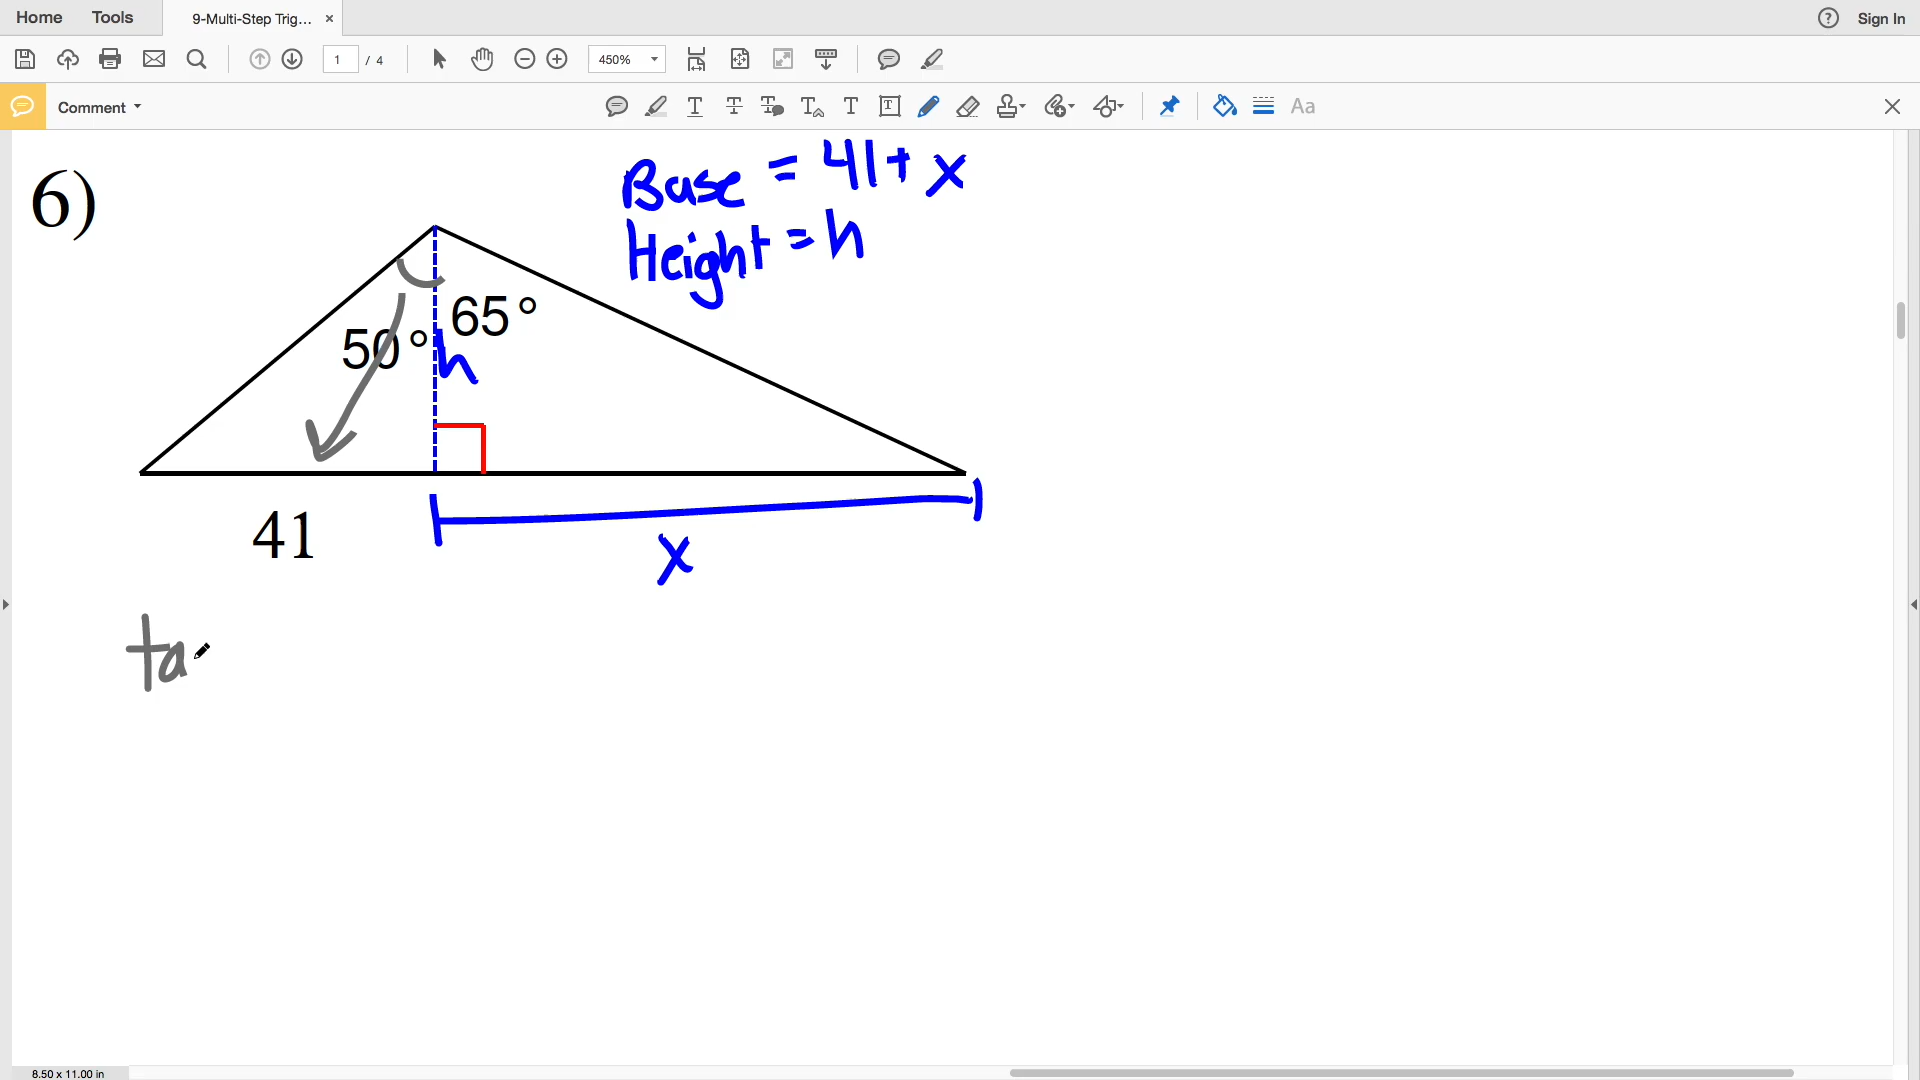 Home Tools 9-Multi-Step Trig... × ? Sign In
1 / 4 450%
Comment Aa
6)
Base = 41 + x
Height = h
50° 65°
h
41
x
ta
8.50 x 11.00 in